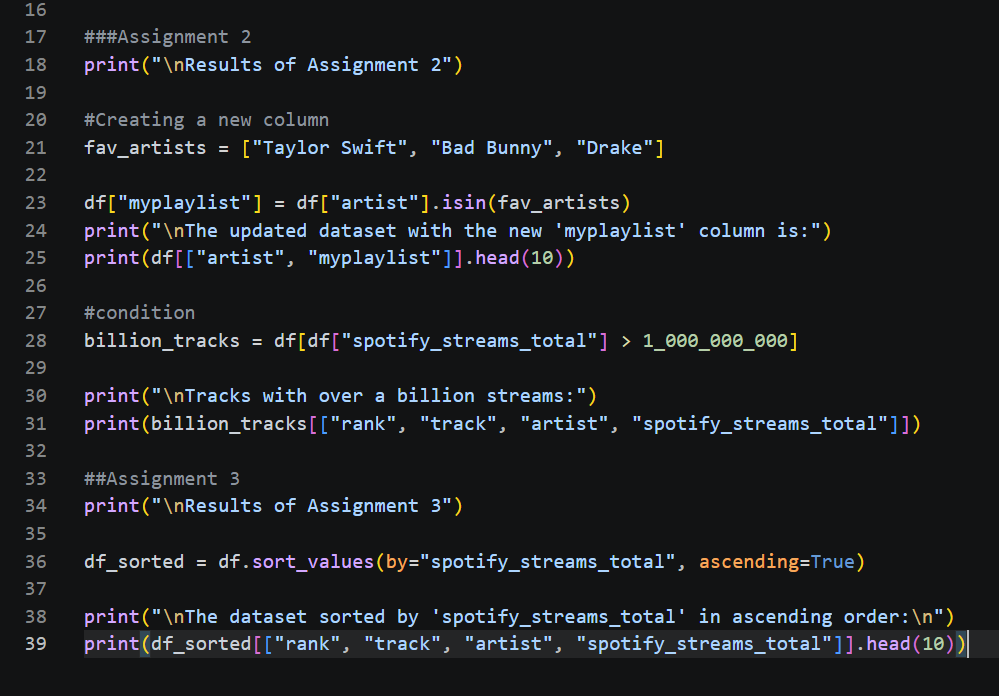 16
17 ###Assignment 2
18 print("\nResults of Assignment 2")
19
20 #Creating a new column
21 fav_artists = ["Taylor Swift", "Bad Bunny", "Drake"]
22
23 df["myplaylist"] = df["artist"].isin(fav_artists)
24 print("\nThe updated dataset with the new 'myplaylist' column is:")
25 print(df[["artist", "myplaylist"]].head(10))
26
27 #condition
28 billion_tracks = df[df["spotify_streams_total"] > 1_000_000_000]
29
30 print("\nTracks with over a billion streams:")
31 print(billion_tracks[["rank", "track", "artist", "spotify_streams_total"]])
32
33 ##Assignment 3
34 print("\nResults of Assignment 3")
35
36 df_sorted = df.sort_values(by="spotify_streams_total", ascending=True)
37
38 print("\nThe dataset sorted by 'spotify_streams_total' in ascending order:\n")
39 print(df_sorted[["rank", "track", "artist", "spotify_streams_total"]].head(10))